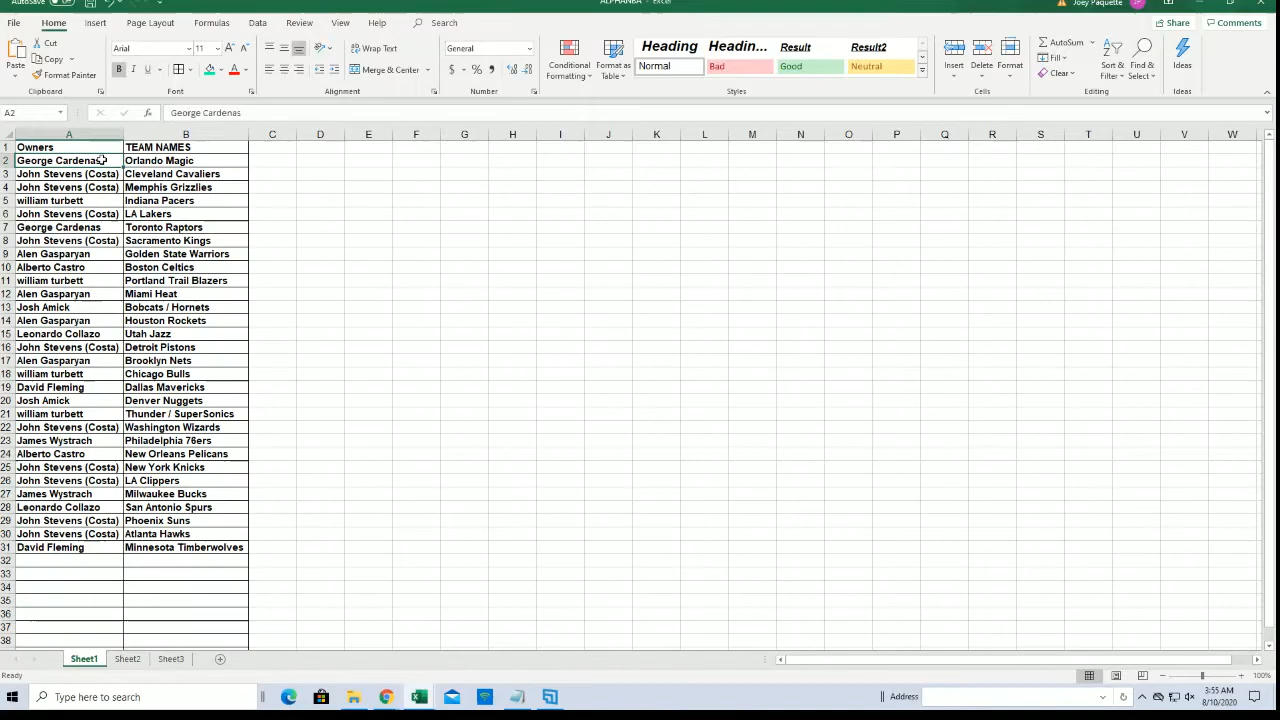 AutoSave
ALPHANBA - Excel
Joey Paquette
JP
File Home Insert Page Layout Formulas Data Review View Help Search
Share Comments
Paste
Cut
Copy
Format Painter
Clipboard
Arial 11
B I U
Font
Wrap Text
Merge & Center
Alignment
General
$ % ,
Number
Conditional Formatting
Format as Table
Heading Headin... Result Result2
Normal Bad Good Neutral
Styles
Insert Delete Format
Cells
AutoSum
Fill
Clear
Sort & Filter
Find & Select
Editing
Ideas
Ideas
A2 fx George Cardenas
A B C D E F G H I J K L M N O P Q R S T U V W
1 Owners TEAM NAMES
2 George Cardenas Orlando Magic
3 John Stevens (Costa) Cleveland Cavaliers
4 John Stevens (Costa) Memphis Grizzlies
5 william turbett Indiana Pacers
6 John Stevens (Costa) LA Lakers
7 George Cardenas Toronto Raptors
8 John Stevens (Costa) Sacramento Kings
9 Alen Gasparyan Golden State Warriors
10 Alberto Castro Boston Celtics
11 william turbett Portland Trail Blazers
12 Alen Gasparyan Miami Heat
13 Josh Amick Bobcats / Hornets
14 Alen Gasparyan Houston Rockets
15 Leonardo Collazo Utah Jazz
16 John Stevens (Costa) Detroit Pistons
17 Alen Gasparyan Brooklyn Nets
18 william turbett Chicago Bulls
19 David Fleming Dallas Mavericks
20 Josh Amick Denver Nuggets
21 william turbett Thunder / SuperSonics
22 John Stevens (Costa) Washington Wizards
23 James Wystrach Philadelphia 76ers
24 Alberto Castro New Orleans Pelicans
25 John Stevens (Costa) New York Knicks
26 John Stevens (Costa) LA Clippers
27 James Wystrach Milwaukee Bucks
28 Leonardo Collazo San Antonio Spurs
29 John Stevens (Costa) Phoenix Suns
30 John Stevens (Costa) Atlanta Hawks
31 David Fleming Minnesota Timberwolves
32
33
34
35
36
37
38
Sheet1 Sheet2 Sheet3
Ready
100%
Type here to search
Address
3:55 AM
8/10/2020